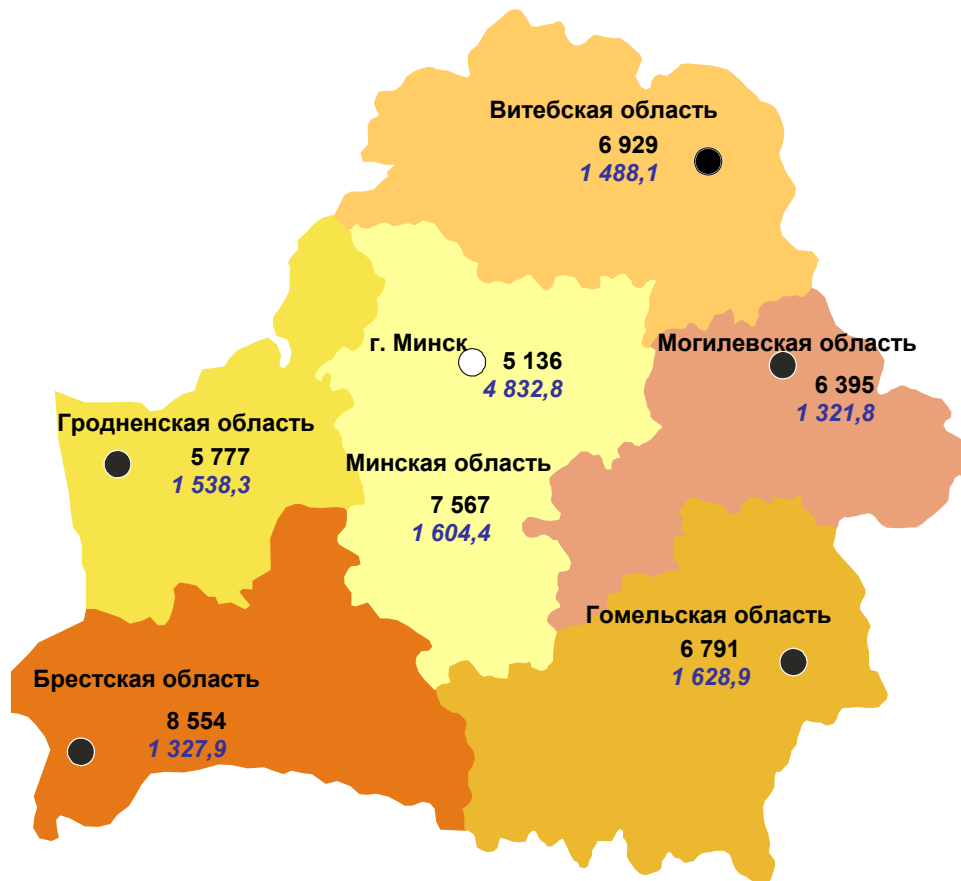 Витебская область
6 929
1 488,1
г. Минск
5 136
4 832,8
Могилевская область
6 395
1 321,8
Гродненская область
5 777
1 538,3
Минская область
7 567
1 604,4
Гомельская область
6 791
1 628,9
Брестская область
8 554
1 327,9